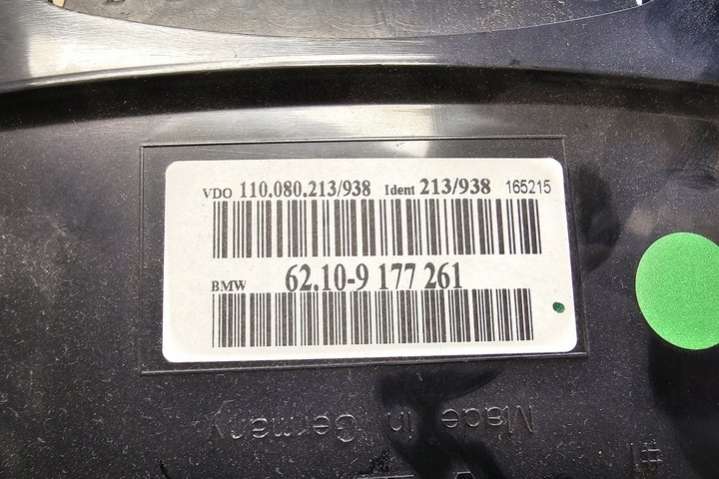 VDO 110.080.213/938 Ident 213/938 165215
BMW 62.10-9 177 261
Made in Germany